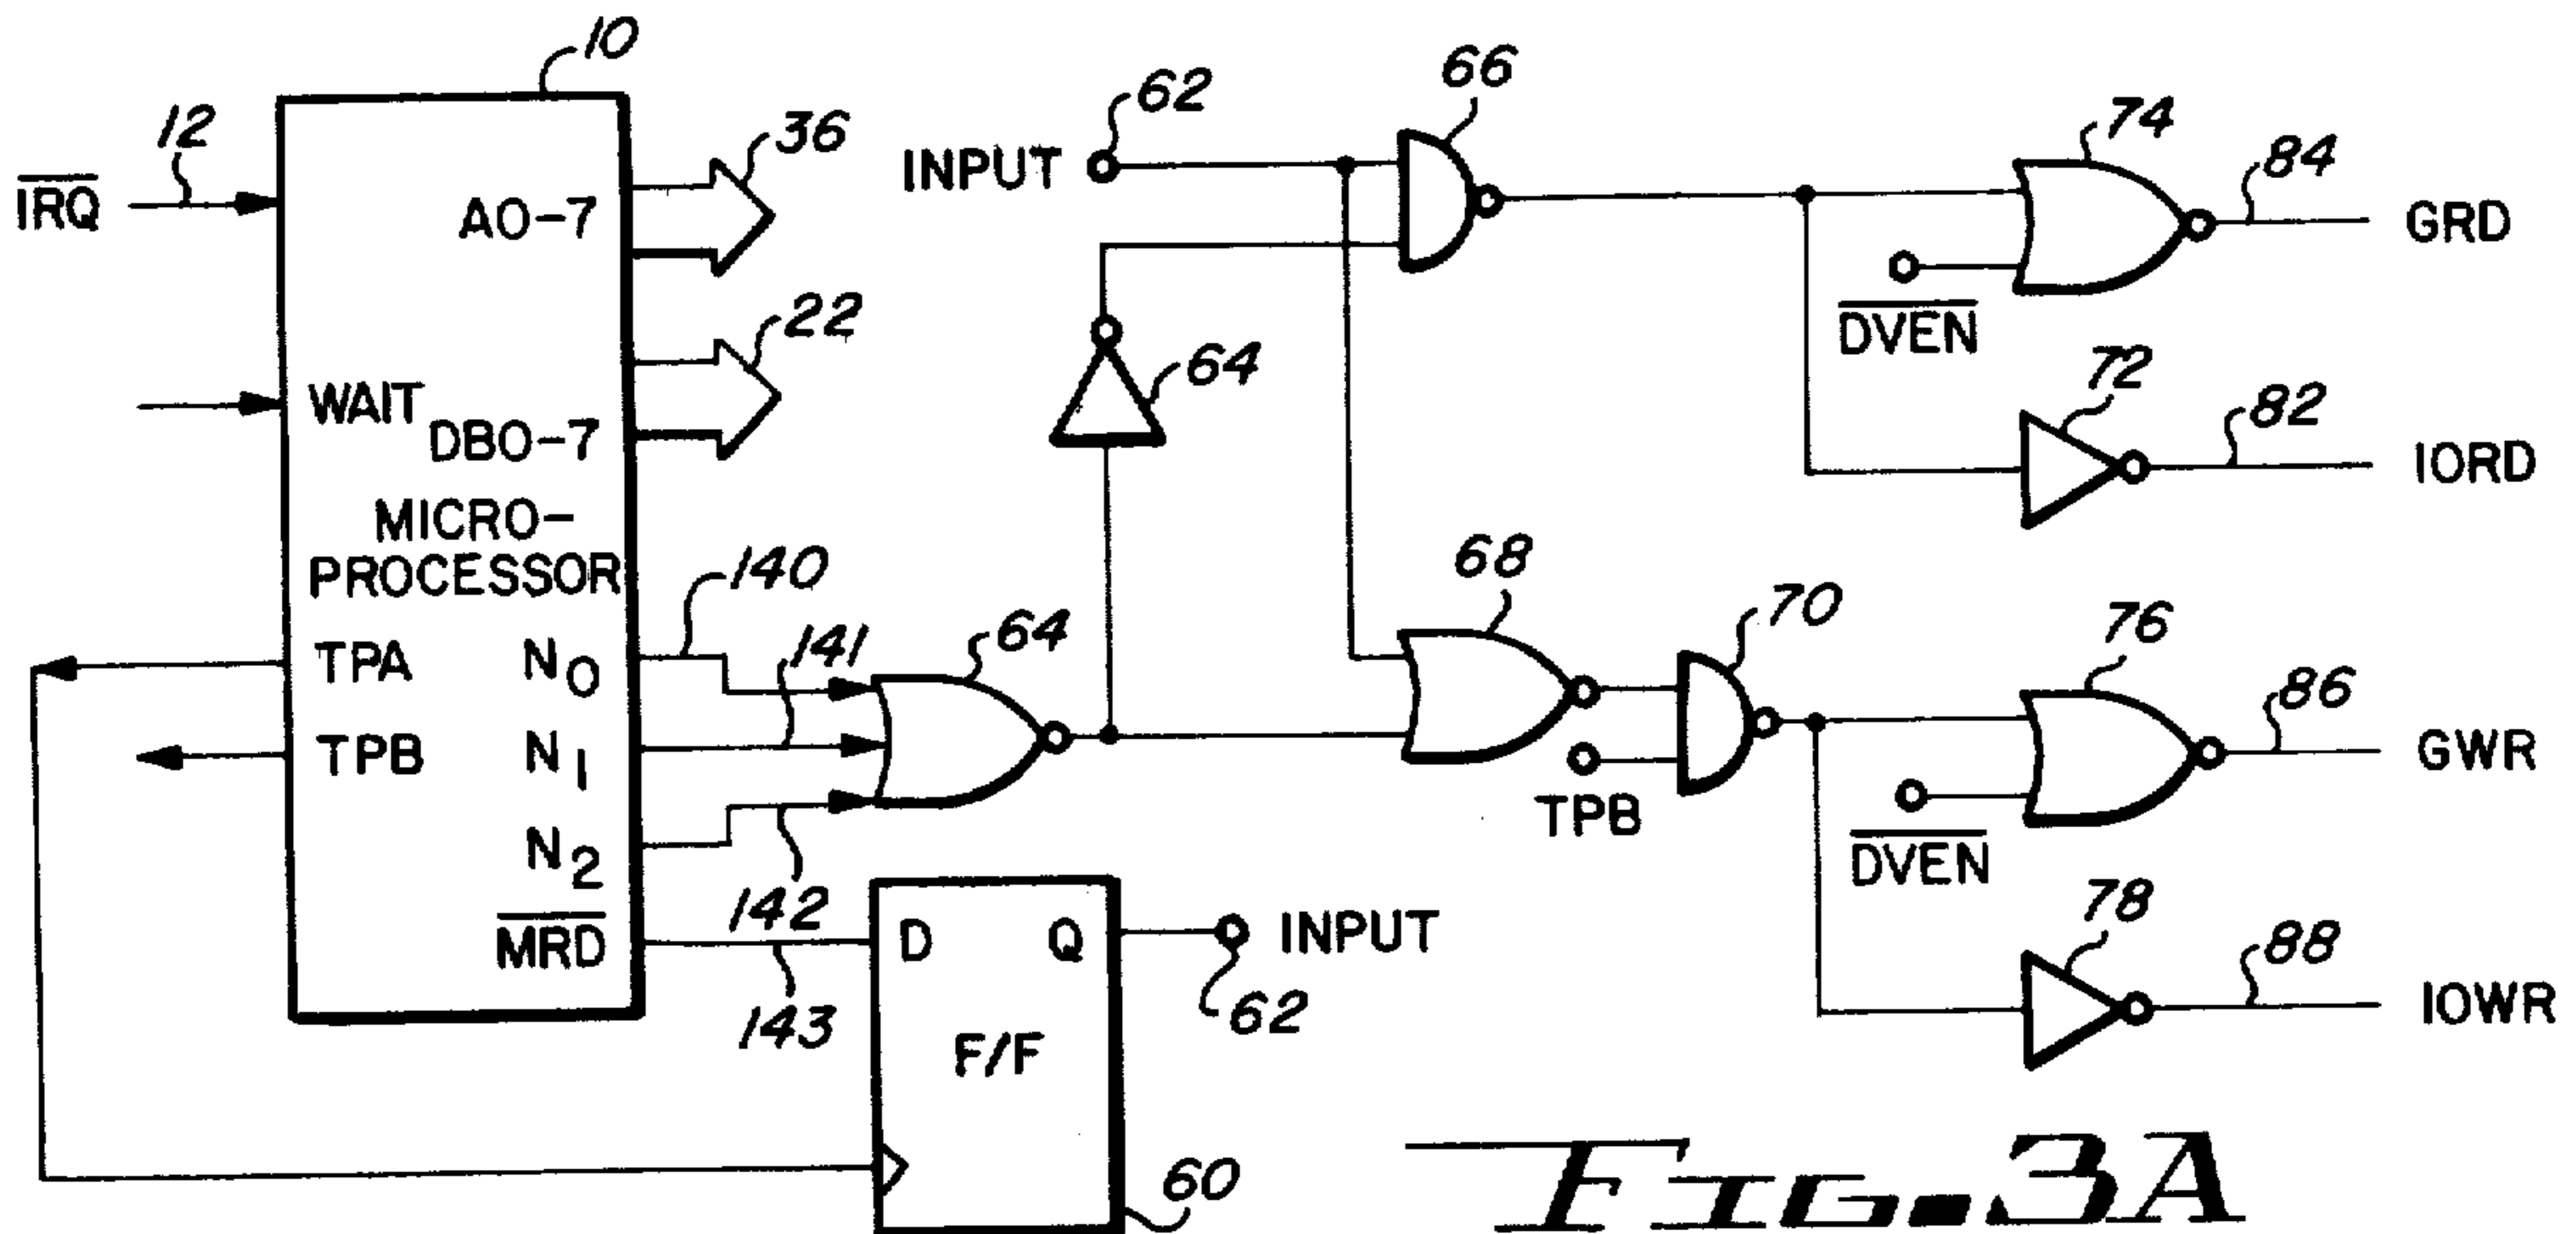 10
12
IRQ
36
A0-7
22
WAIT
DB0-7
MICRO-
PROCESSOR
TPA
TPB
N0
N1
N2
MRD
140
141
142
143
64
D
Q
F/F
60
INPUT
62
INPUT
62
64
66
68
70
TPB
74
DVEN
84
GRD
72
82
IORD
76
DVEN
86
GWR
78
88
IOWR
FIG. 3A